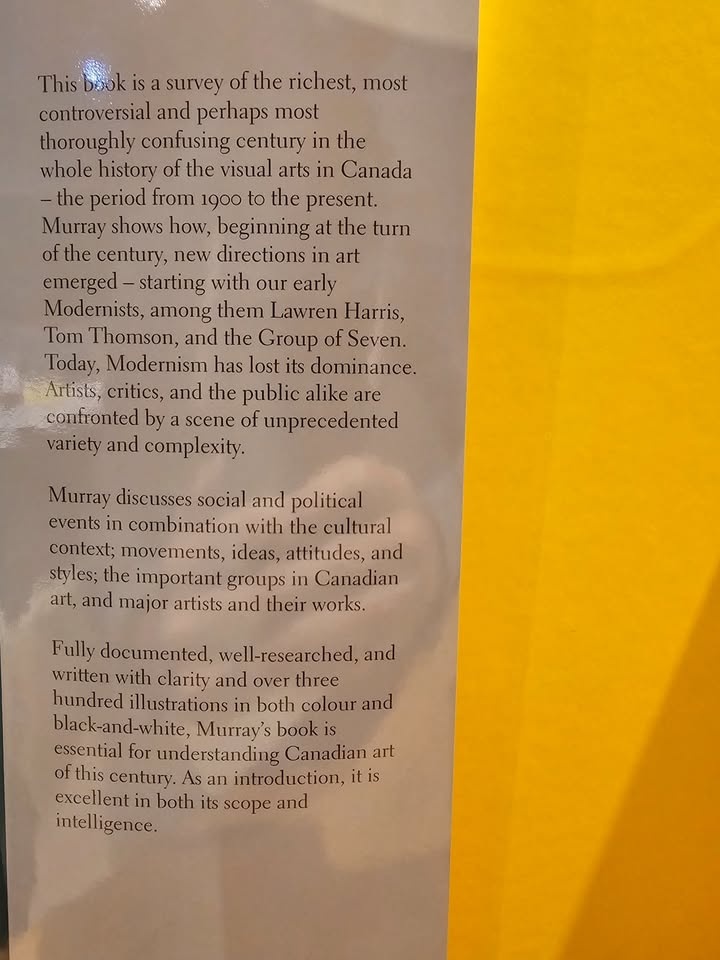 This book is a survey of the richest, most
controversial and perhaps most
thoroughly confusing century in the
whole history of the visual arts in Canada
– the period from 1900 to the present.
Murray shows how, beginning at the turn
of the century, new directions in art
emerged – starting with our early
Modernists, among them Lawren Harris,
Tom Thomson, and the Group of Seven.
Today, Modernism has lost its dominance.
Artists, critics, and the public alike are
confronted by a scene of unprecedented
variety and complexity.
Murray discusses social and political
events in combination with the cultural
context; movements, ideas, attitudes, and
styles; the important groups in Canadian
art, and major artists and their works.
Fully documented, well-researched, and
written with clarity and over three
hundred illustrations in both colour and
black-and-white, Murray's book is
essential for understanding Canadian art
of this century. As an introduction, it is
excellent in both its scope and
intelligence.